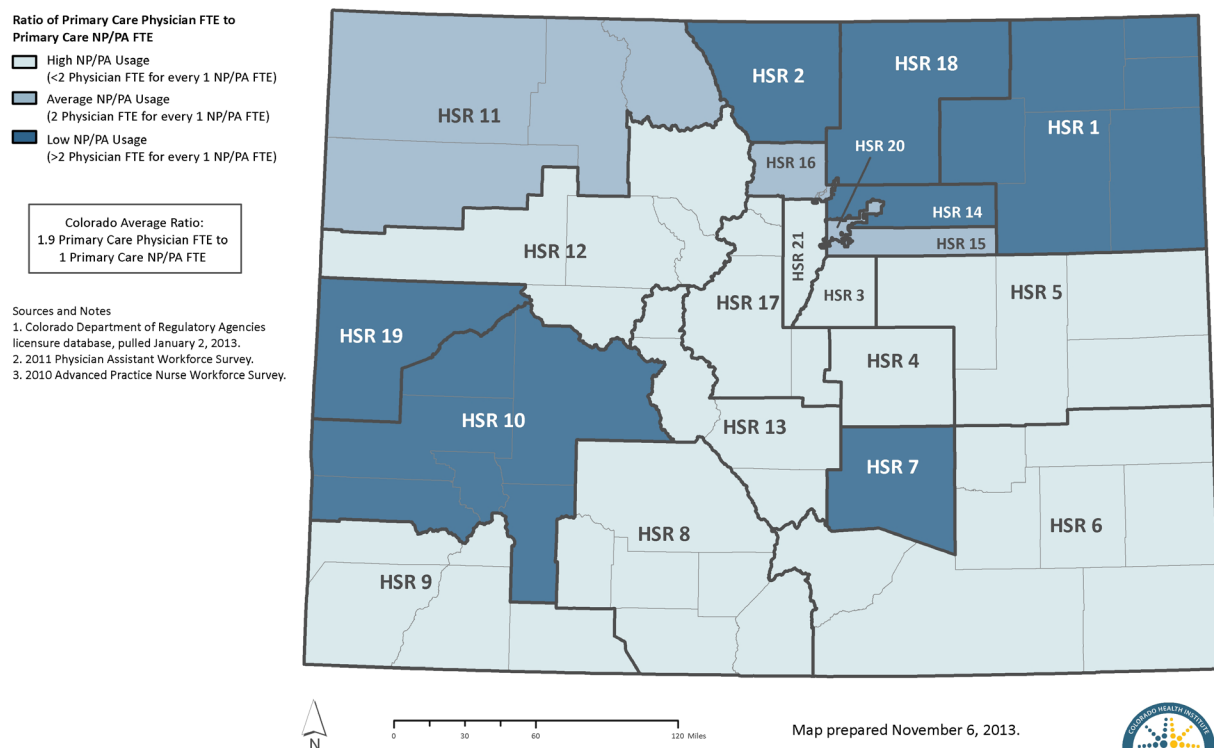 Ratio of Primary Care Physician FTE to
Primary Care NP/PA FTE
High NP/PA Usage
(<2 Physician FTE for every 1 NP/PA FTE)
Average NP/PA Usage
(2 Physician FTE for every 1 NP/PA FTE)
Low NP/PA Usage
(>2 Physician FTE for every 1 NP/PA FTE)
Colorado Average Ratio:
1.9 Primary Care Physician FTE to
1 Primary Care NP/PA FTE
Sources and Notes
1. Colorado Department of Regulatory Agencies
licensure database, pulled January 2, 2013.
2. 2011 Physician Assistant Workforce Survey.
3. 2010 Advanced Practice Nurse Workforce Survey.
HSR 2
HSR 18
HSR 11
HSR 1
HSR 20
HSR 16
HSR 14
HSR 15
HSR 12
HSR 21
HSR 3
HSR 5
HSR 17
HSR 19
HSR 4
HSR 10
HSR 13
HSR 7
HSR 6
HSR 8
HSR 9
N
0 30 60 120 Miles
Map prepared November 6, 2013.
COLORADO HEALTH INSTITUTE